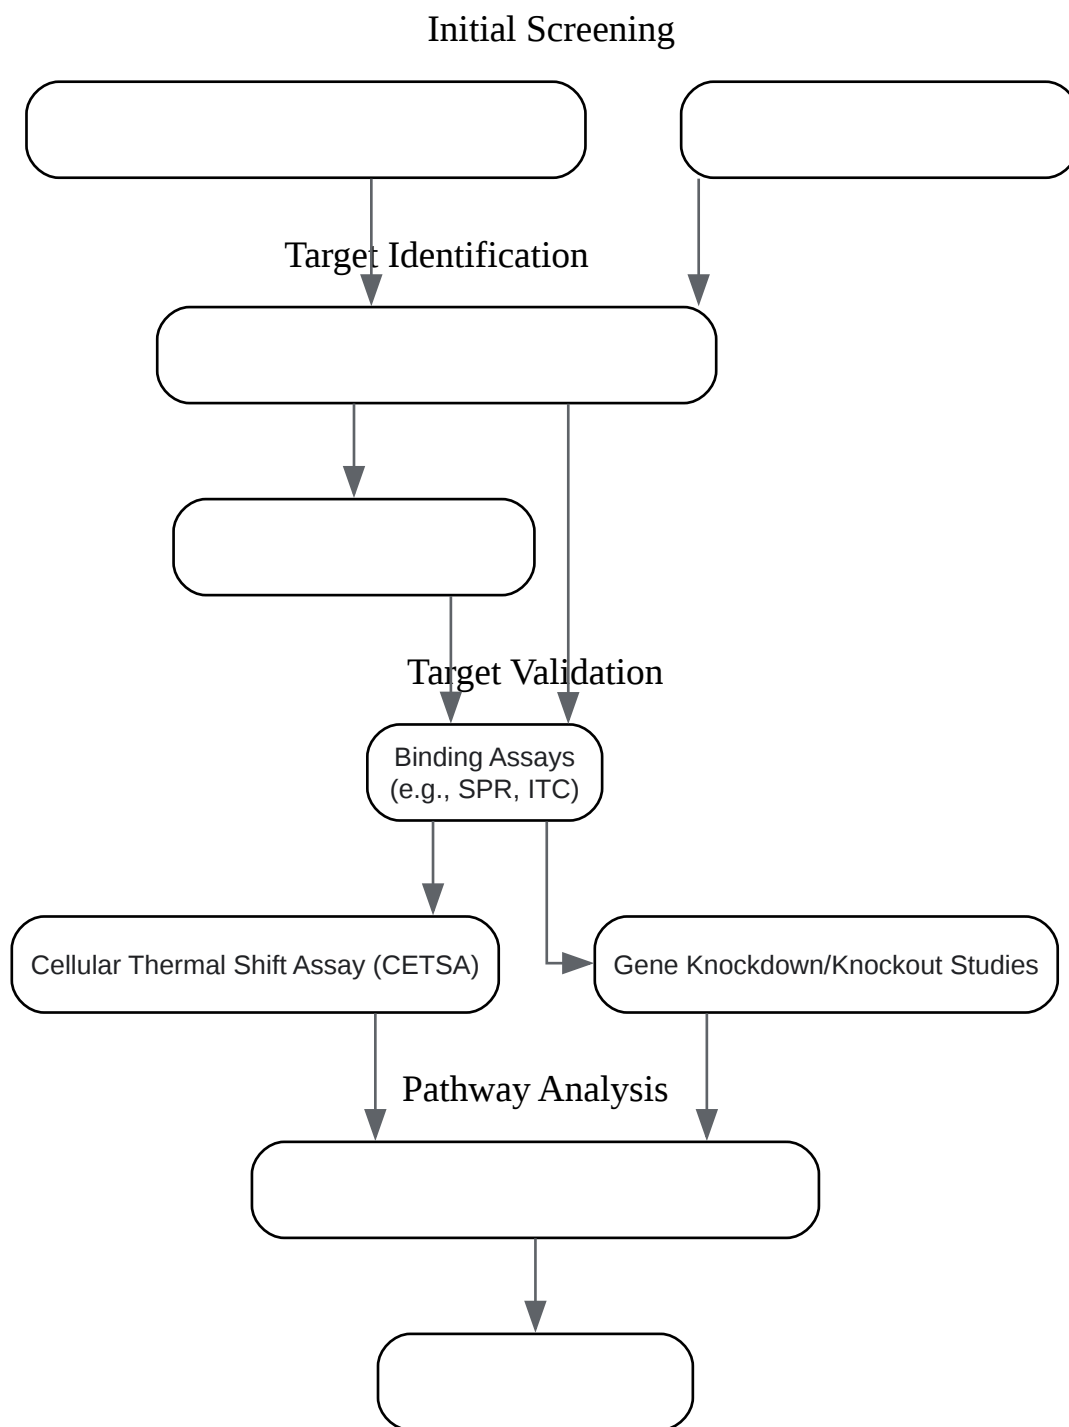 Initial Screening
Target Identification
Target Validation
Binding Assays
(e.g., SPR, ITC)
Cellular Thermal Shift Assay (CETSA)
Gene Knockdown/Knockout Studies
Pathway Analysis